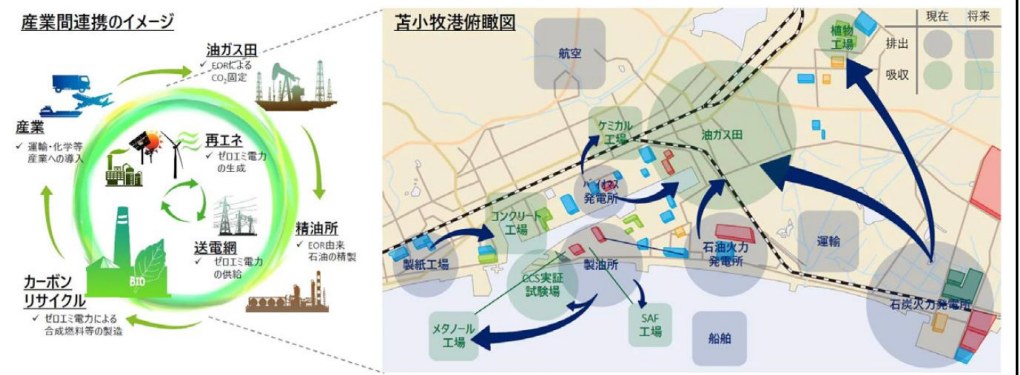 産業間連携のイメージ
油ガス田
✓ EORによる
CO₂固定
産業
✓ 運輸・化学等
産業への導入
再エネ
✓ ゼロエミ電力
の生成
送電網
✓ ゼロエミ電力
の供給
精油所
✓ EOR由来
石油の精製
カーボン
リサイクル
✓ ゼロエミ電力による
合成燃料等の製造
BIO
苫小牧港俯瞰図
現在 将来
排出
吸収
航空
植物
工場
ケミカル
工場
油ガス田
バイオマス
発電所
コンクリート
工場
製紙工場
CCS実証
試験場
製油所
石油火力
発電所
運輸
石炭火力発電所
メタノール
工場
SAF
工場
船舶